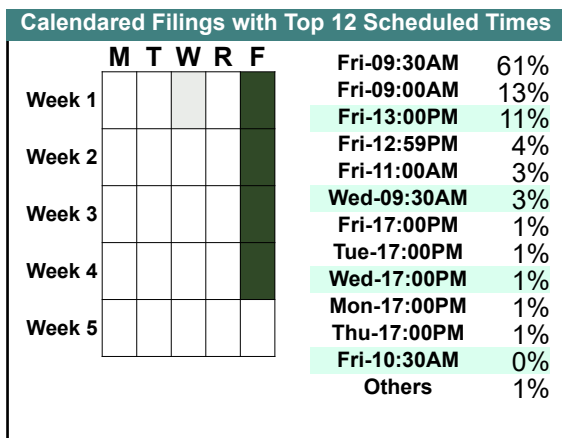 Calendared Filings with Top 12 Scheduled Times
M T W R F
Week 1
Week 2
Week 3
Week 4
Week 5
Fri-09:30AM 61%
Fri-09:00AM 13%
Fri-13:00PM 11%
Fri-12:59PM 4%
Fri-11:00AM 3%
Wed-09:30AM 3%
Fri-17:00PM 1%
Tue-17:00PM 1%
Wed-17:00PM 1%
Mon-17:00PM 1%
Thu-17:00PM 1%
Fri-10:30AM 0%
Others 1%